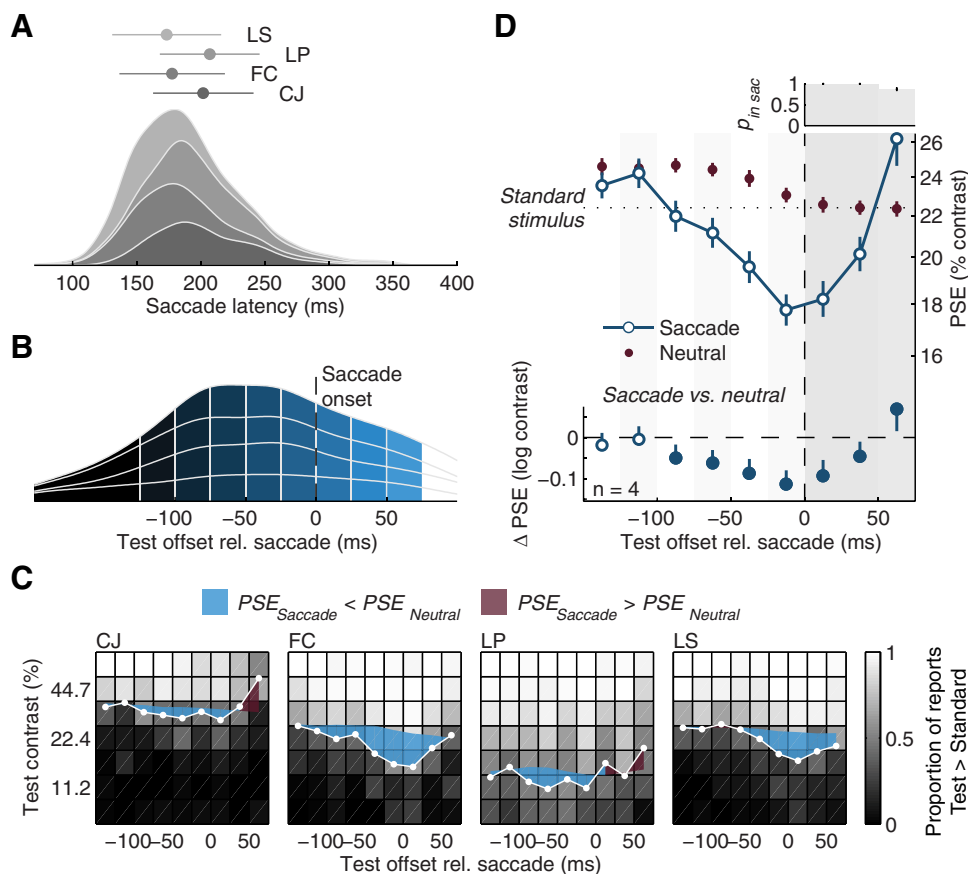 A
LS
LP
FC
CJ
100 150 200 250 300 350 400
Saccade latency (ms)
B
Saccade
onset
−100 −50 0 50
Test offset rel. saccade (ms)
D
p in sac
1
0.5
0
Standard
stimulus
26
24
22
20
18
16
PSE (% contrast)
Saccade
Neutral
Saccade vs. neutral
Δ PSE (log contrast)
0
−0.1
n = 4
−100 −50 0 50
Test offset rel. saccade (ms)
C
PSE Saccade < PSE Neutral
PSE Saccade > PSE Neutral
CJ FC LP LS
Test contrast (%)
44.7
22.4
11.2
−100 −50 0 50 −100 −50 0 50 −100 −50 0 50 −100 −50 0 50
Test offset rel. saccade (ms)
1
0.5
0
Proportion of reports
Test > Standard